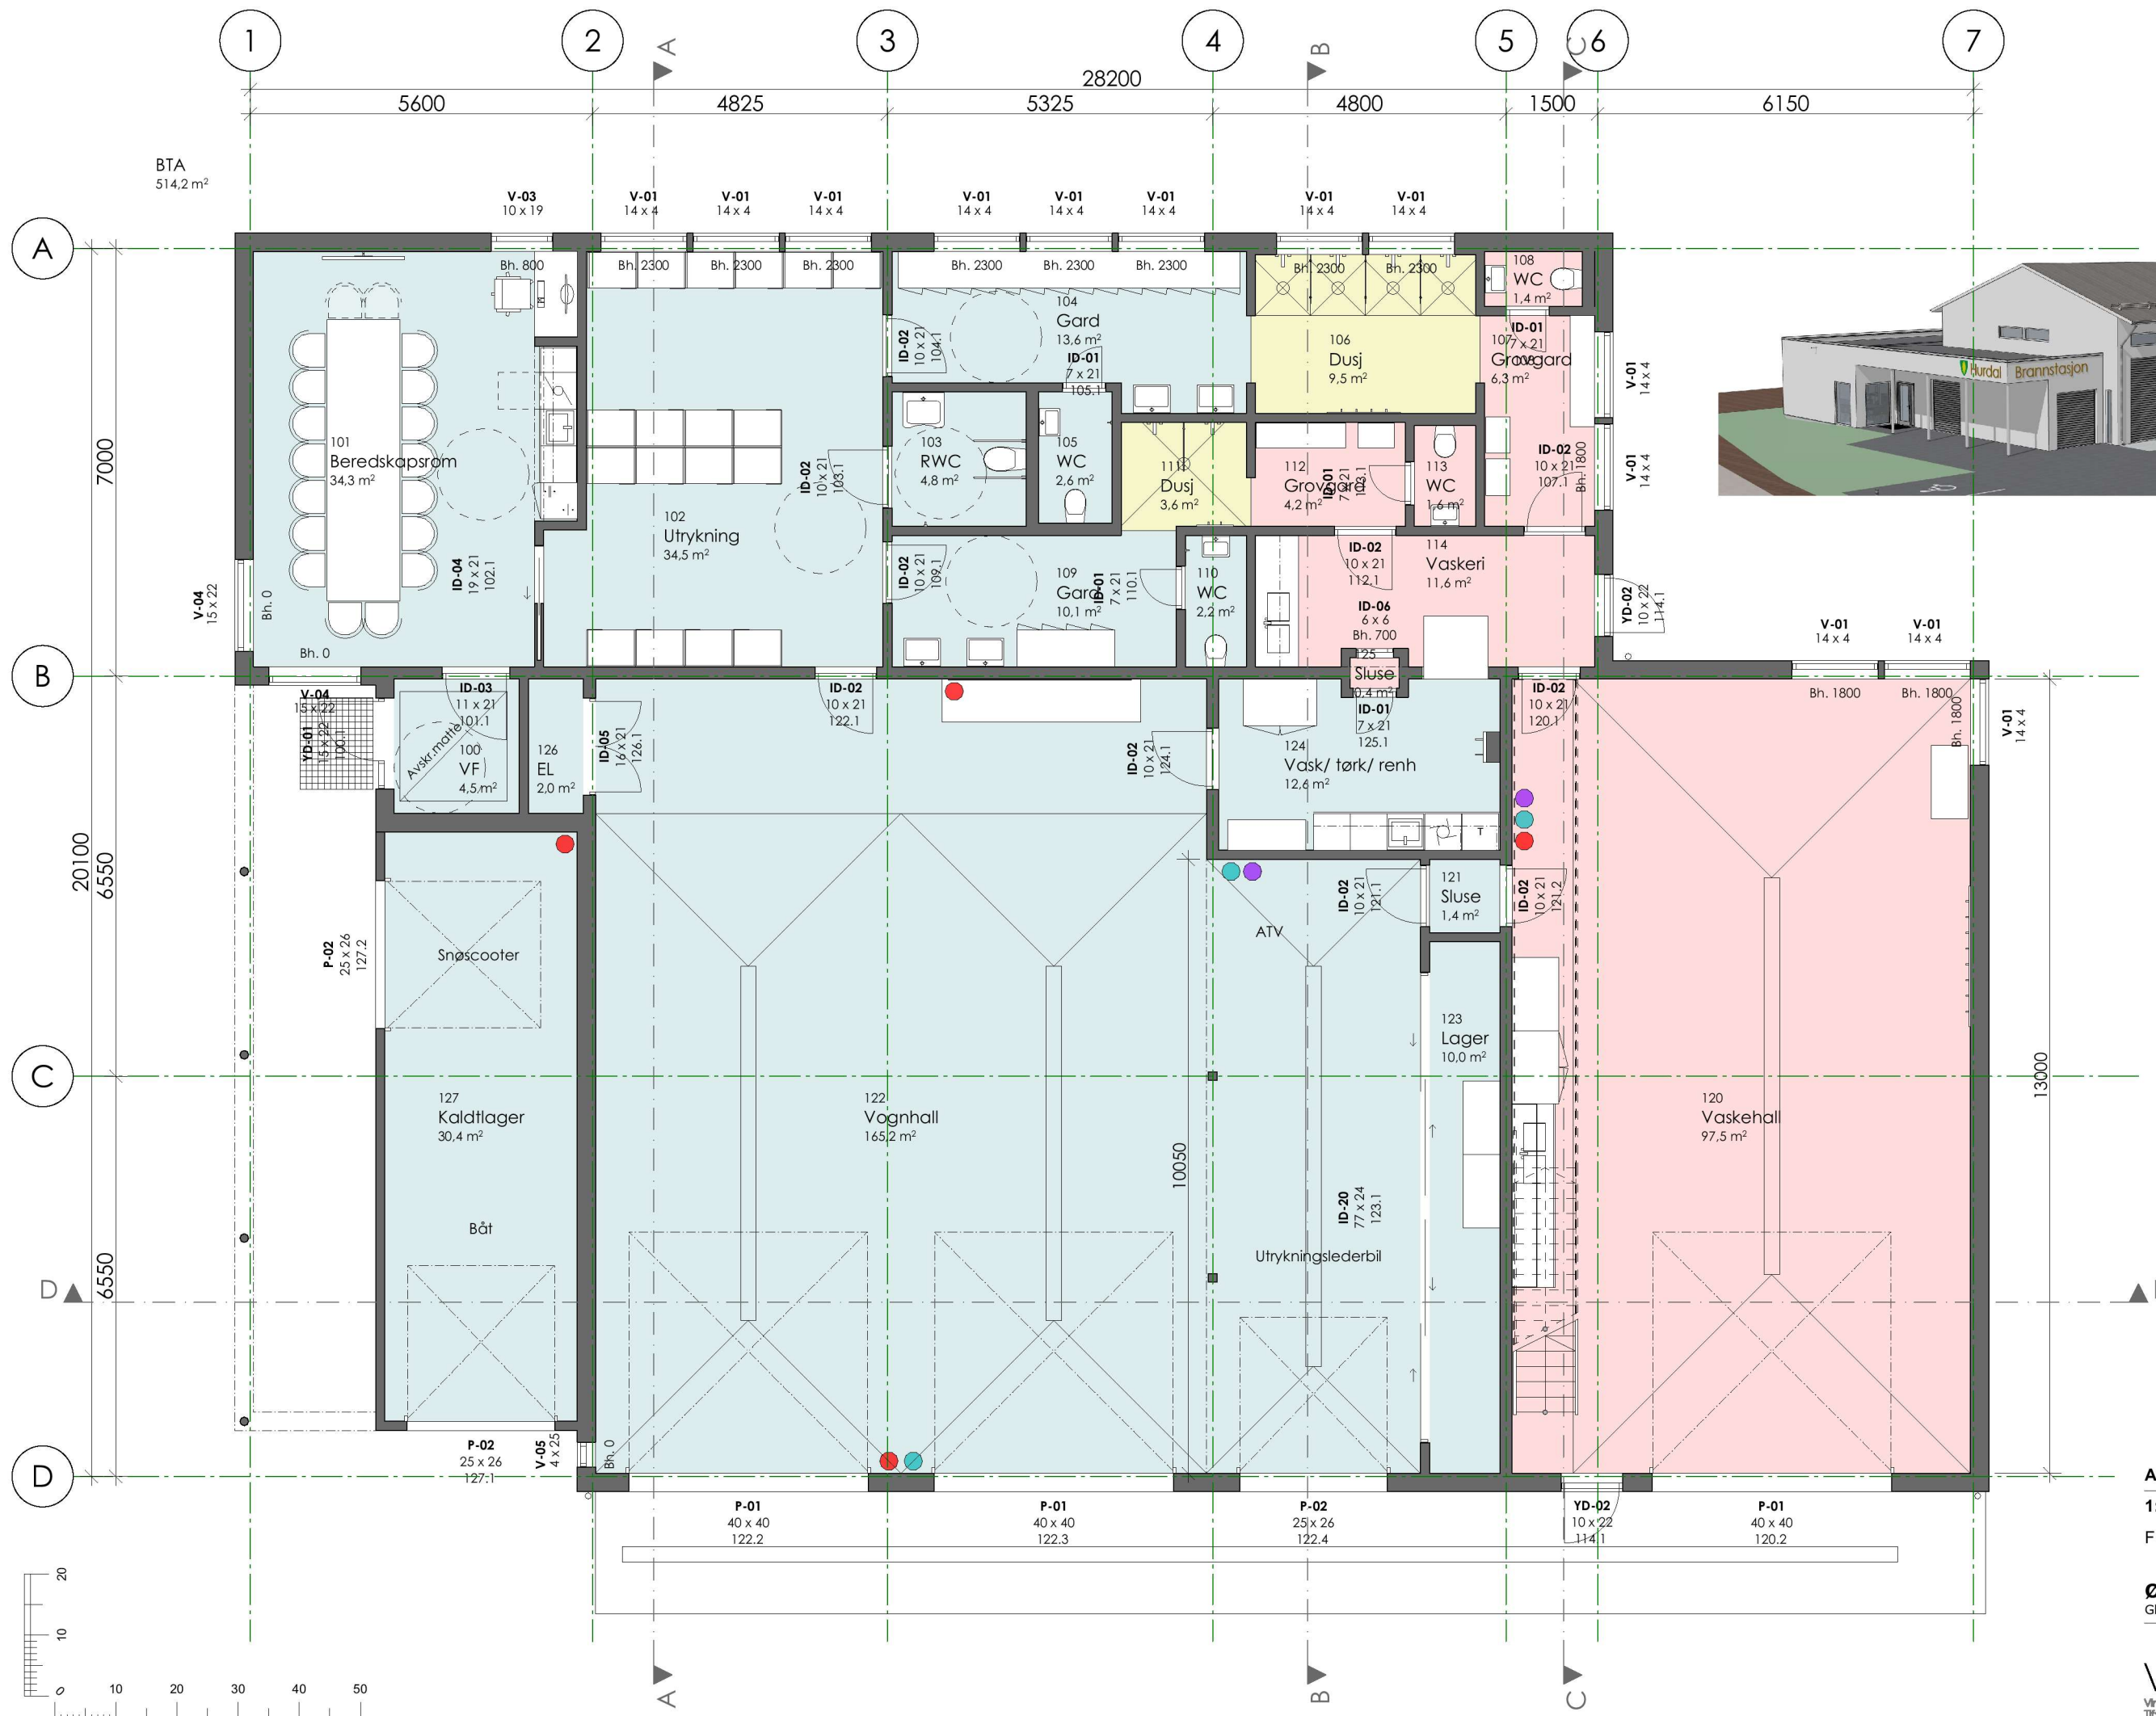 1
2
A
3
4
B
5
C
6
7
28200
5600
4825
5325
4800
1500
6150
BTA
514,2 m²
V-03
10 x 19
V-01
14 x 4
V-01
14 x 4
V-01
14 x 4
V-01
14 x 4
V-01
14 x 4
V-01
14 x 4
V-01
14 x 4
V-01
14 x 4
A
Bh. 800
Bh. 2300
Bh. 2300
Bh. 2300
Bh. 2300
Bh. 2300
Bh. 2300
Bh. 2300
Bh. 2300
108
WC
1,4 m²
104
Gard
13,6 m²
ID-02
10 x 21
104.1
ID-01
7 x 21
105.1
106
Dusj
9,5 m²
ID-01
7 x 21
107
Grovgard
6,3 m²
V-01
14 x 4
Hurdal Brannstasjon
7000
101
Beredskapsrom
34,3 m²
ID-02
10 x 21
103.1
103
RWC
4,8 m²
105
WC
2,6 m²
111
Dusj
3,6 m²
112
Grovgard
4,2 m²
ID-01
7 x 21
113.1
113
WC
1,6 m²
ID-02
10 x 21
107.1
Bh. 1800
V-01
14 x 4
102
Utrykning
34,5 m²
ID-04
19 x 21
102.1
ID-02
10 x 21
109.1
109
Gard
10,1 m²
ID-01
7 x 21
110.1
110
WC
2,2 m²
ID-02
10 x 21
112.1
114
Vaskeri
11,6 m²
V-04
15 x 22
Bh. 0
ID-06
6 x 6
Bh. 700
YD-02
10 x 22
114.1
V-01
14 x 4
V-01
14 x 4
Bh. 0
B
125
Sluse
0,4 m²
V-04
15 x 22
YD-01
15 x 22
100.1
ID-03
11 x 21
101.1
Avskr.matte
100
VF
4,5 m²
126
EL
2,0 m²
ID-05
16 x 21
126.1
ID-02
10 x 21
122.1
ID-02
10 x 21
124.1
ID-01
7 x 21
125.1
124
Vask/ tørk/ renh
12,6 m²
ID-02
10 x 21
120.1
Bh. 1800
Bh. 1800
Bh. 1800
V-01
14 x 4
20100
6550
T
P-02
25 x 26
127.2
Snøscooter
ATV
ID-02
10 x 21
121.1
121
Sluse
1,4 m²
ID-02
10 x 21
121.2
123
Lager
10,0 m²
C
127
Kaldtlager
30,4 m²
122
Vognhall
165,2 m²
120
Vaskehall
97,5 m²
13000
10050
Båt
ID-20
77 x 24
123.1
Utrykningslederbil
6550
D
P-02
25 x 26
127.1
V-05
4 x 25
Bh. 0
D
P-01
40 x 40
122.2
P-01
40 x 40
122.3
P-02
25 x 26
122.4
YD-02
10 x 22
114.1
P-01
40 x 40
120.2
20
10
0
10
20
30
40
50
A
B
C